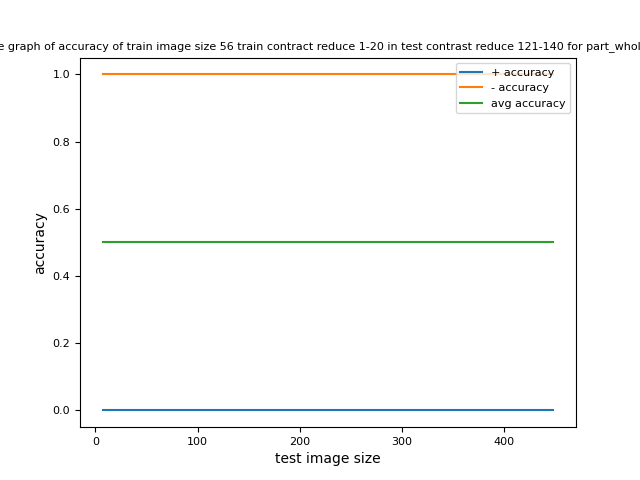 e graph of accuracy of train image size 56 train contract reduce 1-20 in test contrast reduce 121-140 for part_whol
+ accuracy
- accuracy
avg accuracy
accuracy
1.0
0.8
0.6
0.4
0.2
0.0
0 100 200 300 400
test image size